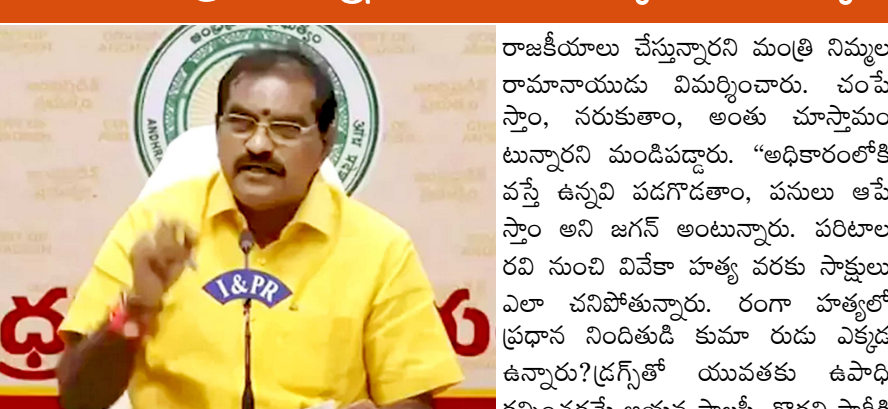 ANDHRA
I&PR
రాజకీయాలు చేస్తున్నారని మంత్రి నిమ్మల
రామానాయుడు విమర్శించారు. చంపే
స్తాం, నరుకుతాం, అంతు చూస్తామం
టున్నారని మండిపడ్డారు. “అధికారంలోకి
వస్తే ఉన్నవి పడగొడతాం, పనులు ఆపే
స్తాం అని జగన్ అంటున్నారు. పరిటాల
రవి నుంచి వివేకా హత్య వరకు సాక్షులు
ఎలా చనిపోతున్నారు. రంగా హత్యలో
ప్రధాన నిందితుడి కుమా రుడు ఎక్కడ
ఉన్నారు?డ్రగ్స్‌తో యువతకు ఉపాధి